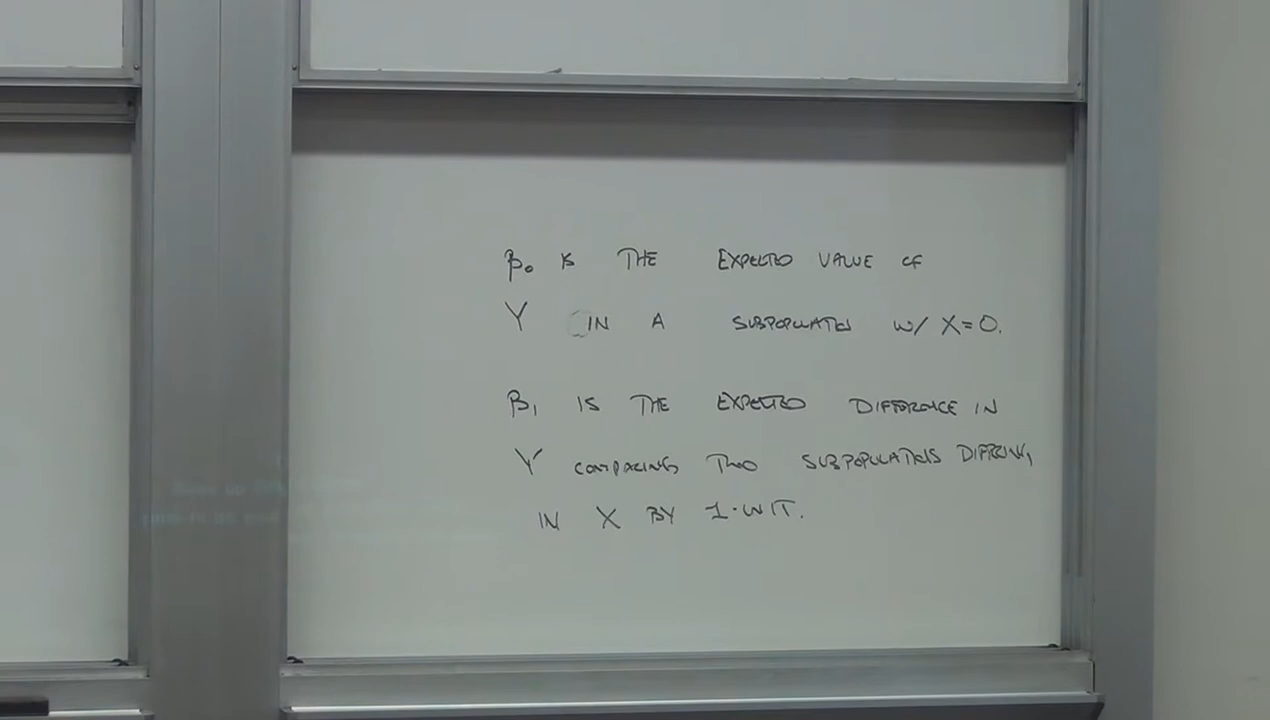 β₀ IS THE EXPECTED VALUE OF
Y IN A SUBPOPULATION W/ X=0.
β₁ IS THE EXPECTED DIFFERENCE IN
Y COMPARING TWO SUBPOPULATIONS DIFFERING
IN X BY 1-UNIT.